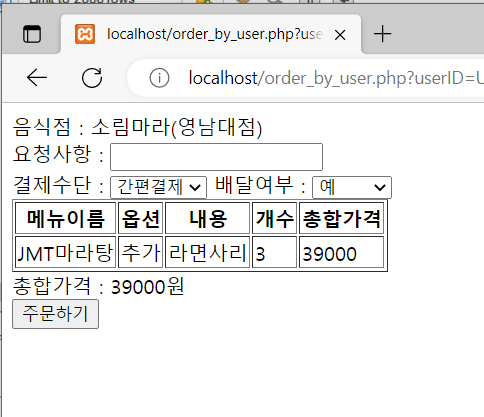 Limit to 2000 rows
localhost/order_by_user.php?use
localhost/order_by_user.php?userID=U
음식점 : 소림마라(영남대점)
요청사항 :
결제수단 : 간편결제 배달여부 : 예
메뉴이름 옵션 내용 개수 총합가격
JMT마라탕 추가 라면사리 3 39000
총합가격 : 39000원
주문하기